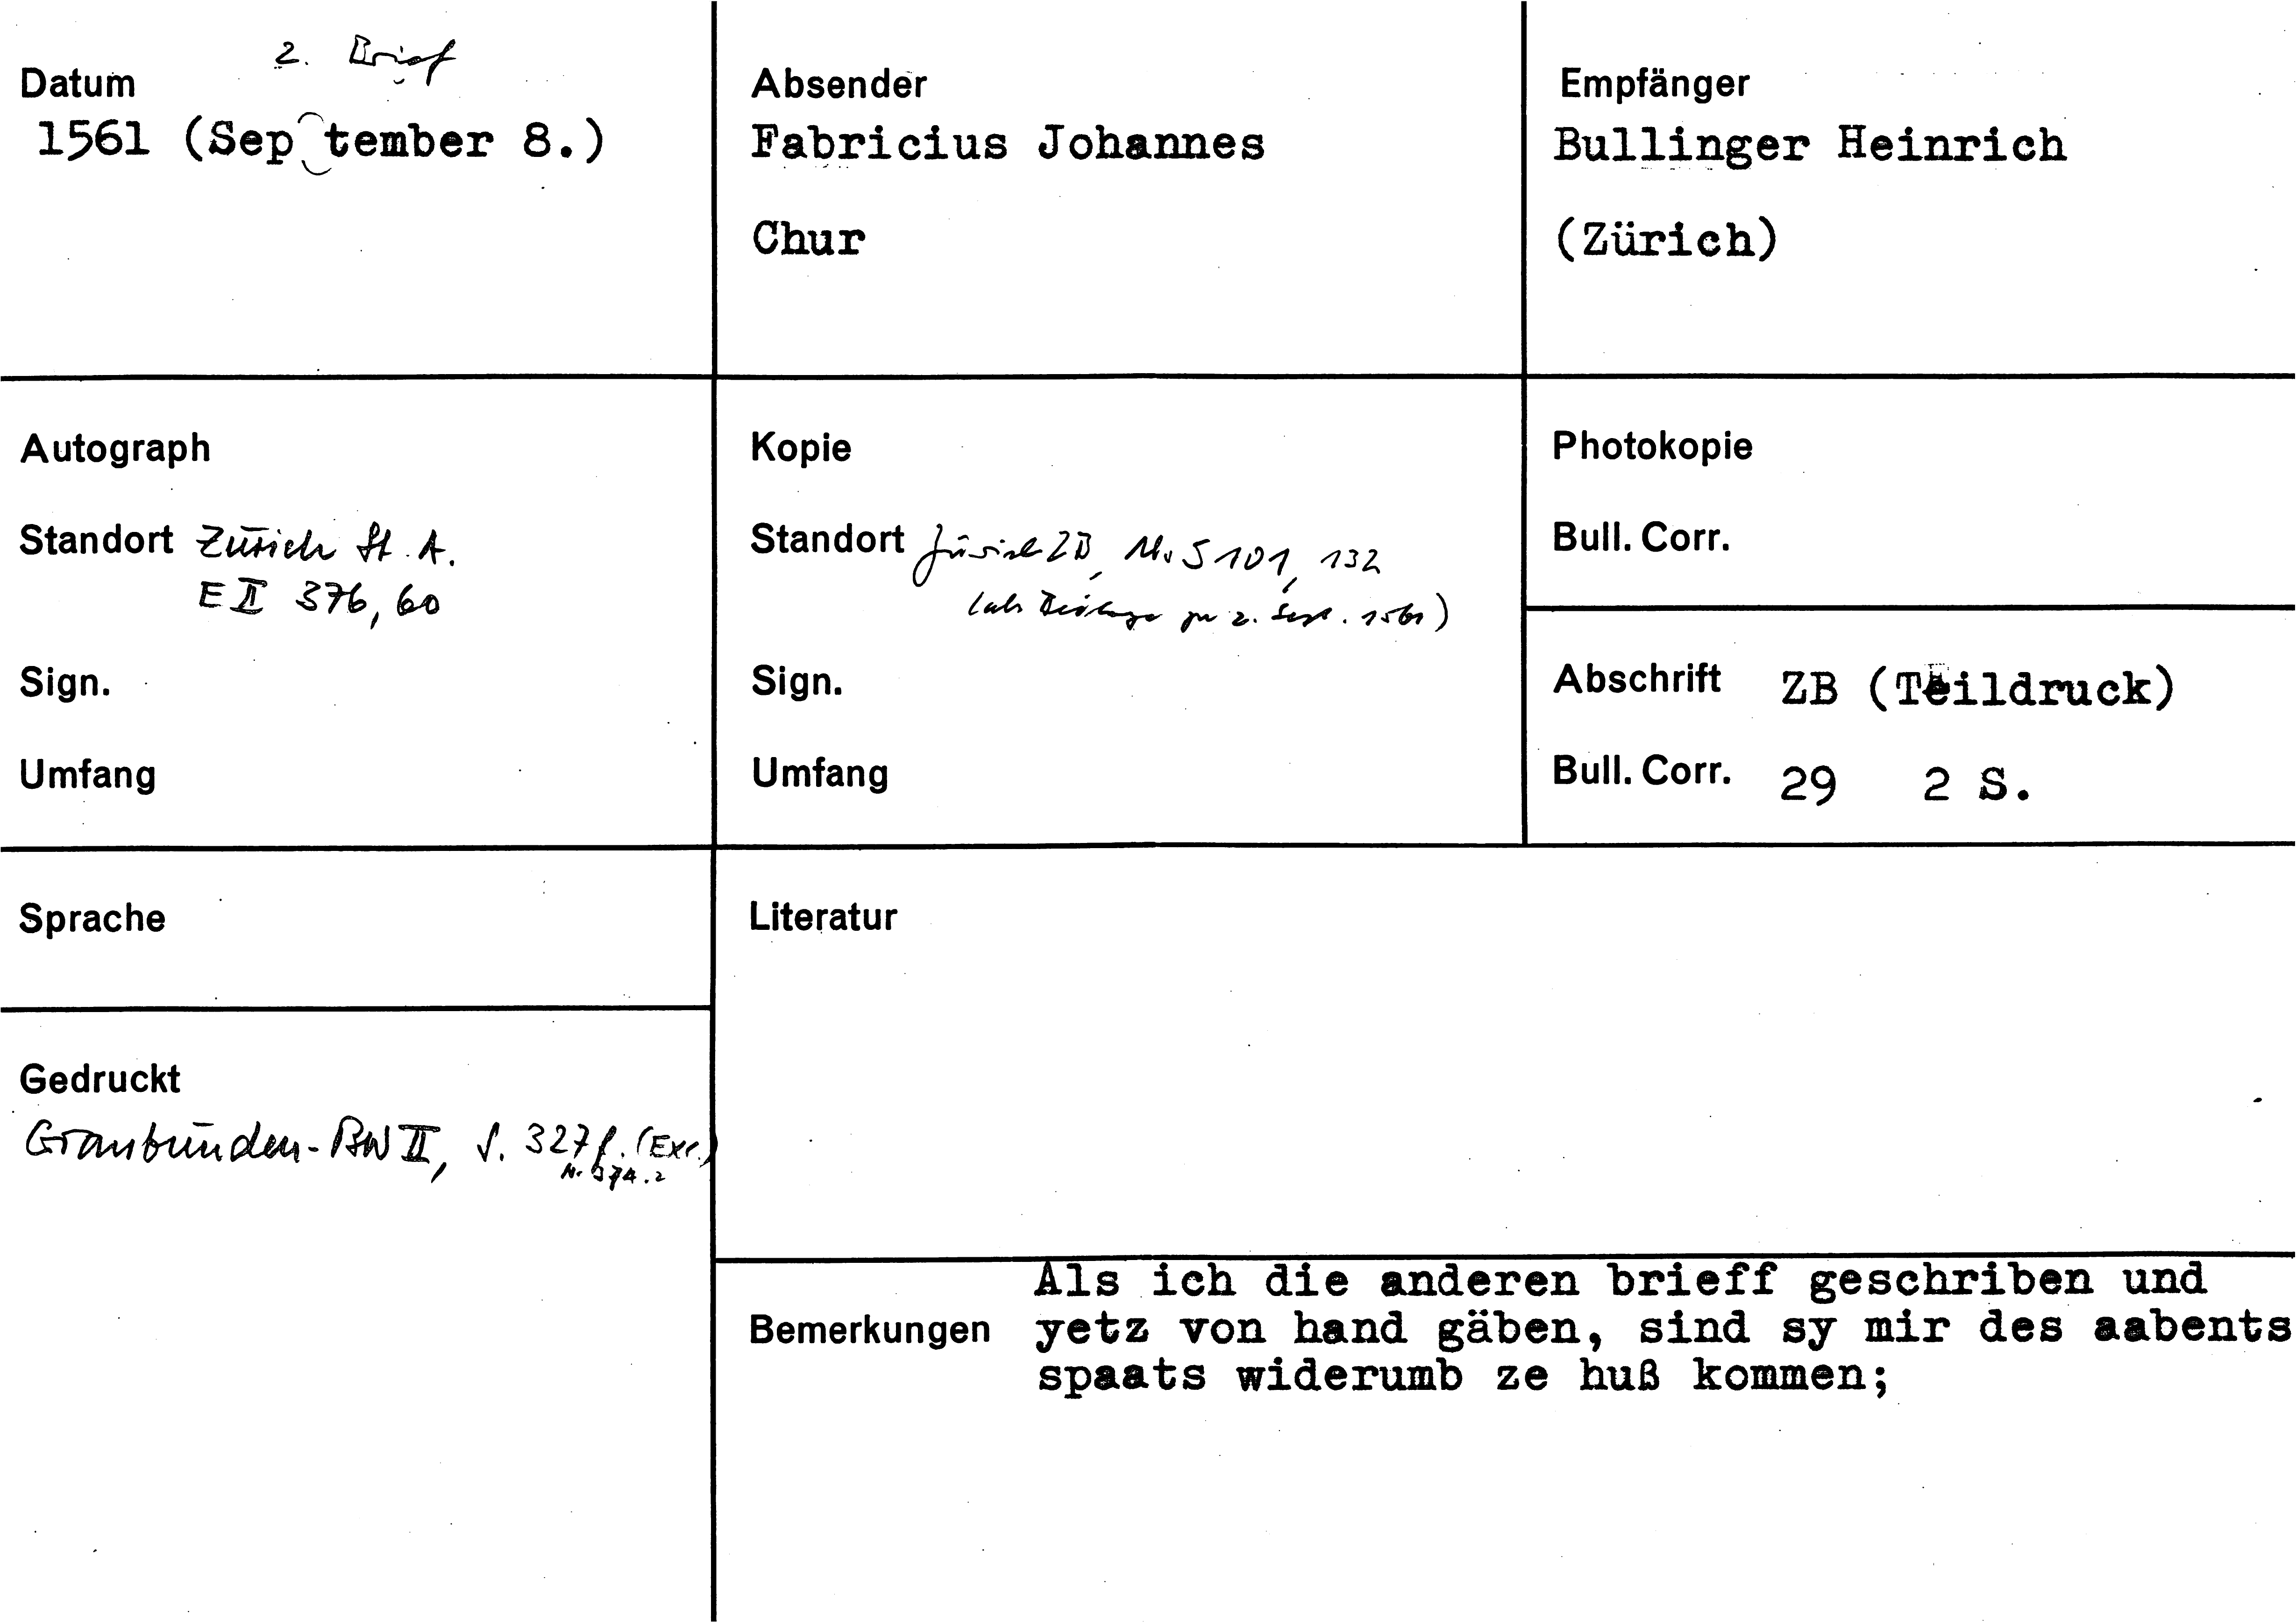 2. Brief
Datum
1561 (September 8.)
Absender
Fabricius Johannes
Chur
Empfänger
Bullinger Heinrich
(Zürich)
Autograph
Standort Zürich St. A.
E II 376, 60
Sign.
Umfang
Kopie
Standort Zürich ZB, Ms S 101, 132
(als Beilage zu 2. Sept. 1561)
Sign.
Umfang
Photokopie
Bull. Corr.
Abschrift ZB (Teildruck)
Bull. Corr. 29 2 S.
Sprache
Literatur
Gedruckt
Graubünden-BW II, S. 327f. (Exc.)
Nr. 374.2
Bemerkungen
Als ich die anderen brieff geschriben und
yetz von hand gäben, sind sy mir des aabents
spaats widerumb ze huß kommen;